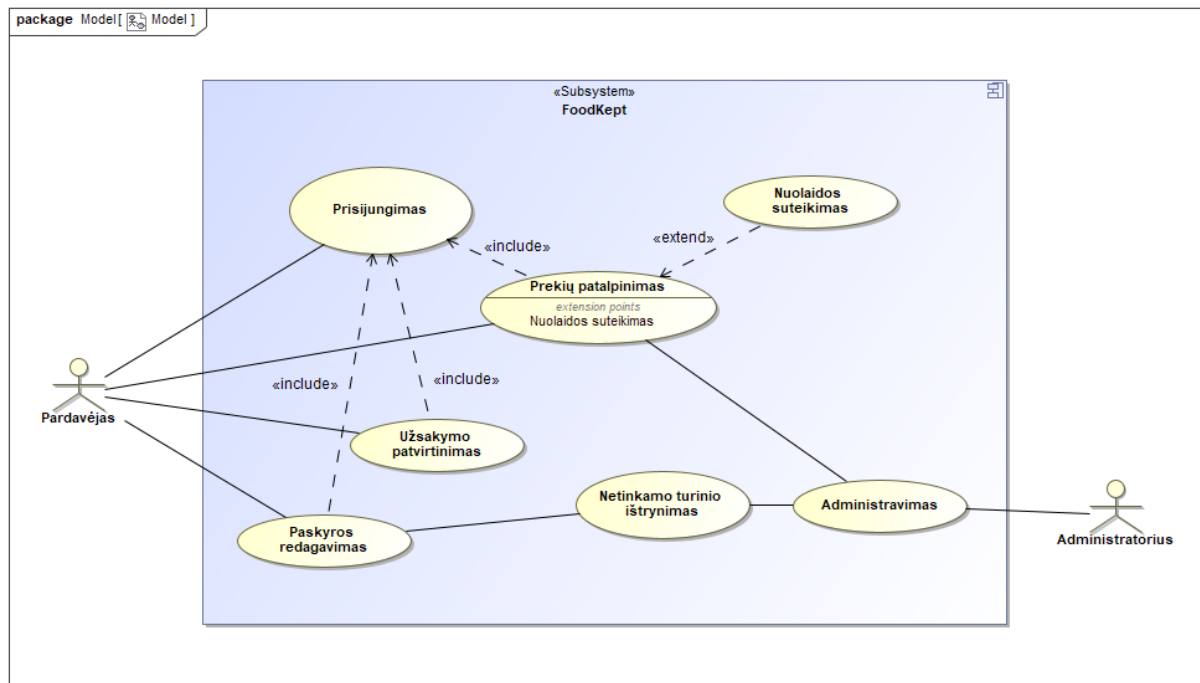 package Model [ Model ]
«Subsystem»
FoodKept
Prisijungimas
Nuolaidos
suteikimas
«include»
«extend»
Prekių patalpinimas
extension points
Nuolaidos suteikimas
«include»
«include»
Pardavėjas
Užsakymo
patvirtinimas
Netinkamo turinio
ištrynimas
Administravimas
Paskyros
redagavimas
Administratorius